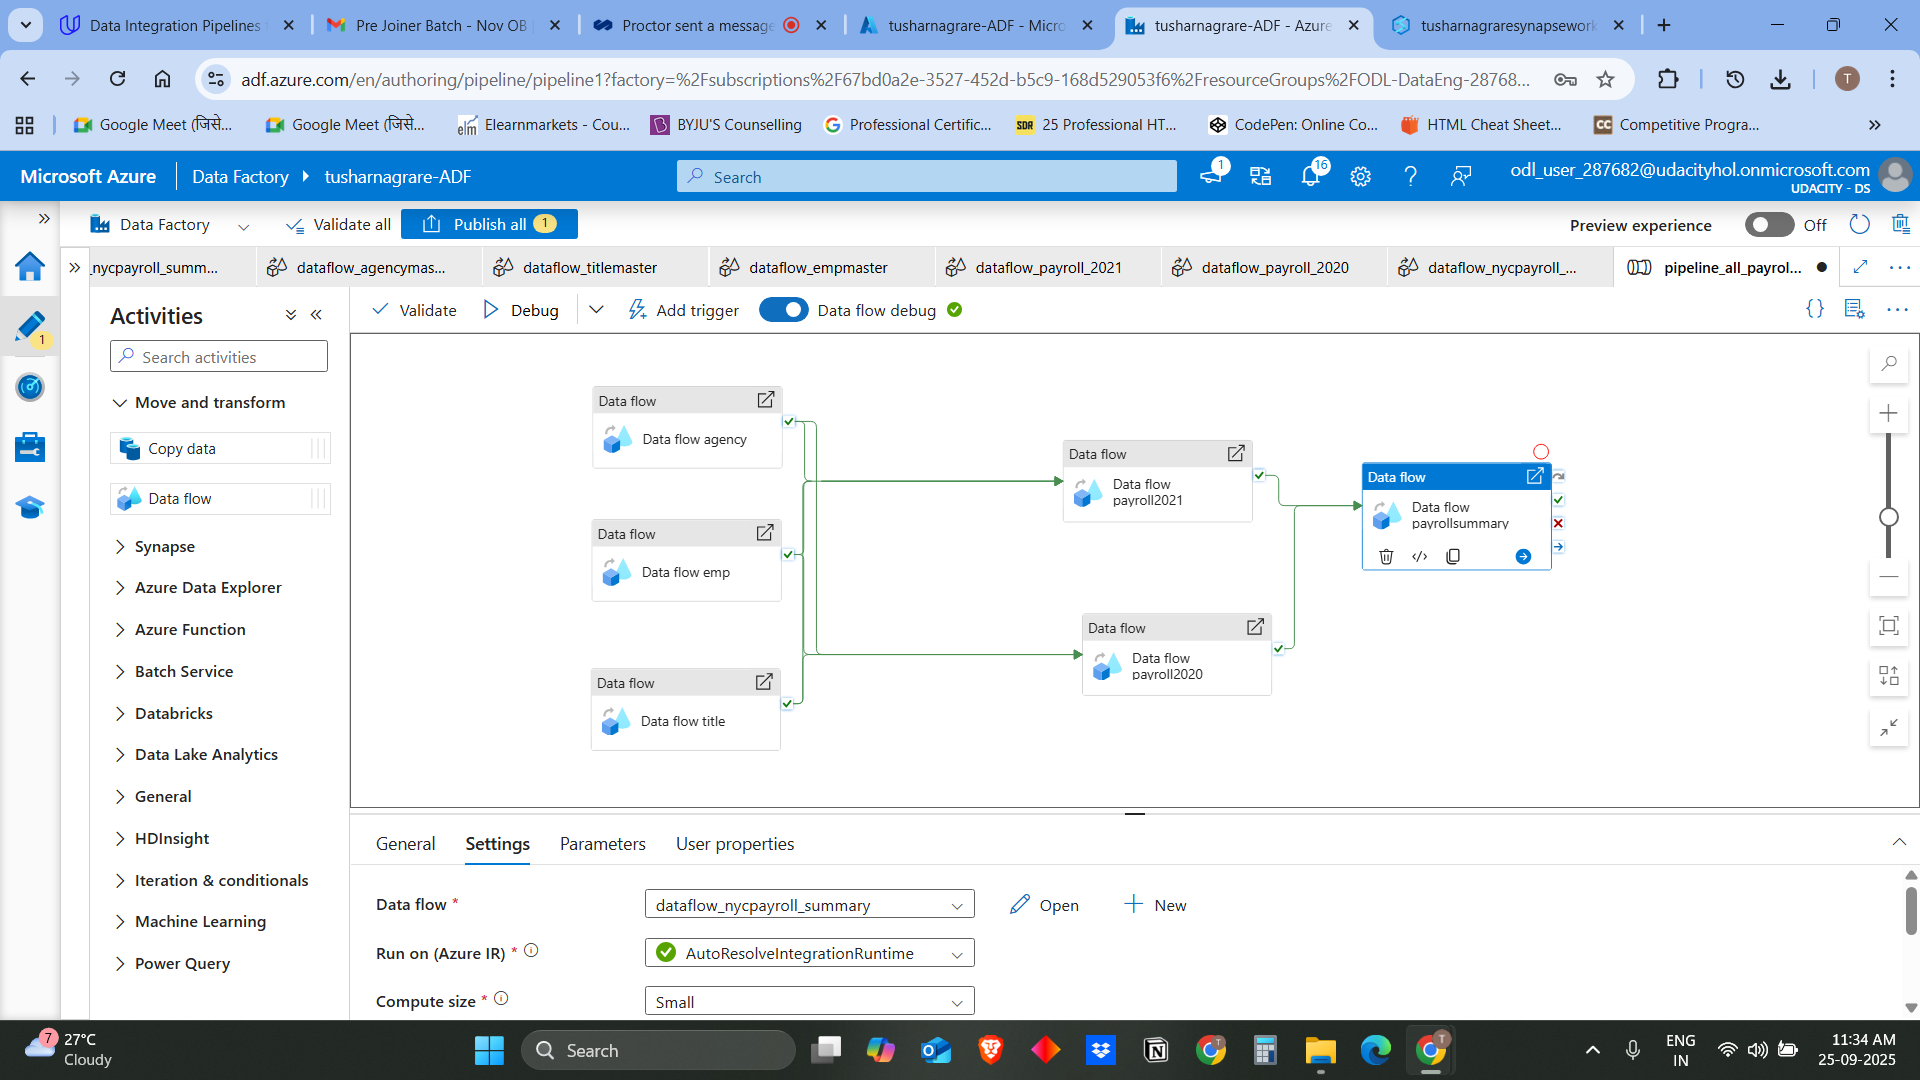 Data Integration Pipelines
Pre Joiner Batch - Nov OB
Proctor sent a message
tusharnagrare-ADF - Micro
tusharnagrare-ADF - Azure
tusharnagraresynapsework
adf.azure.com/en/authoring/pipeline/pipeline1?factory=%2Fsubscriptions%2F67bd0a2e-3527-452d-b5c9-168d529053f6%2FresourceGroups%2FODL-DataEng-28768...
T
Google Meet (जिसे...
Google Meet (जिसे...
Elearnmarkets - Cou...
BYJU'S Counselling
Professional Certific...
25 Professional HT...
CodePen: Online Co...
HTML Cheat Sheet...
Competitive Progra...
Microsoft Azure
Data Factory
tusharnagrare-ADF
Search
1
16
odl_user_287682@udacityhol.onmicrosoft.com
UDACITY - DS
Data Factory
Validate all
Publish all 1
Preview experience
Off
_nycpayroll_summ...
dataflow_agencymas...
dataflow_titlemaster
dataflow_empmaster
dataflow_payroll_2021
dataflow_payroll_2020
dataflow_nycpayroll_...
pipeline_all_payrol...
1
Activities
Search activities
Move and transform
Copy data
Data flow
Synapse
Azure Data Explorer
Azure Function
Batch Service
Databricks
Data Lake Analytics
General
HDInsight
Iteration & conditionals
Machine Learning
Power Query
Validate
Debug
Add trigger
Data flow debug
Data flow
Data flow agency
Data flow
Data flow emp
Data flow
Data flow title
Data flow
Data flow
payroll2021
Data flow
Data flow
payroll2020
Data flow
Data flow
payrollsummary
General
Settings
Parameters
User properties
Data flow *
dataflow_nycpayroll_summary
Open
New
Run on (Azure IR) *
AutoResolveIntegrationRuntime
Compute size *
Small
7
27°C
Cloudy
Search
ENG
IN
11:34 AM
25-09-2025